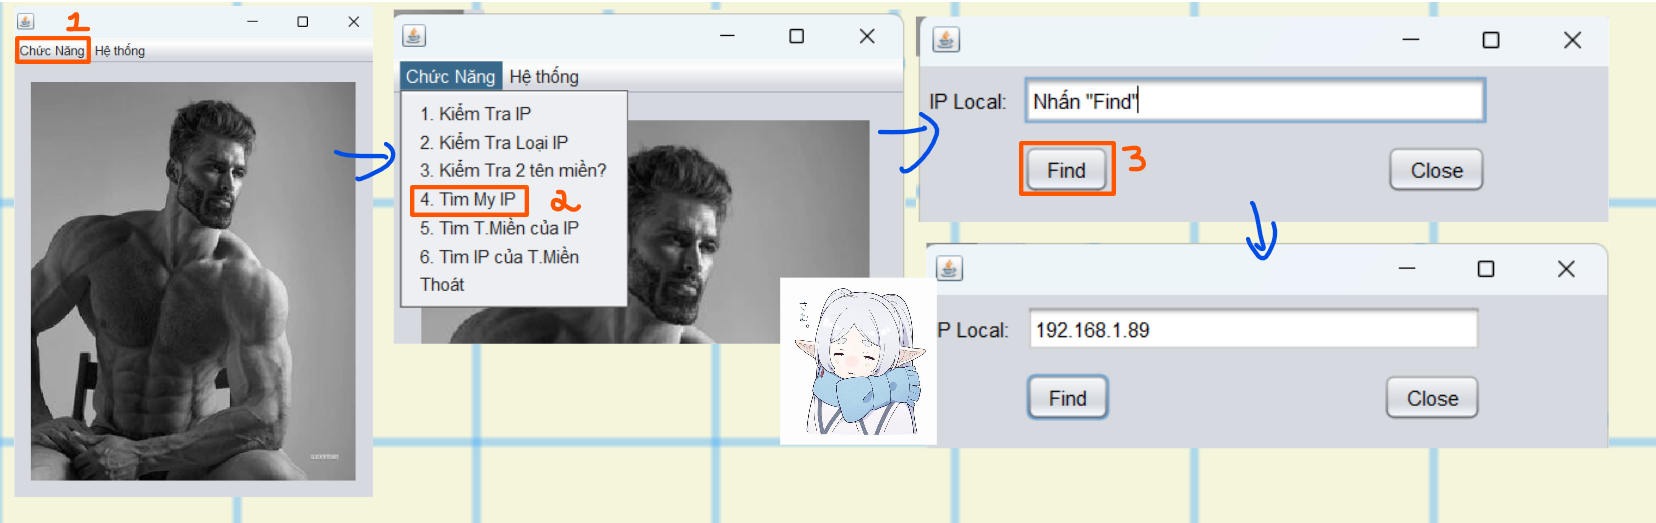 1
Chức Năng Hệ thống
Chức Năng Hệ thống
1. Kiểm Tra IP
2. Kiểm Tra Loại IP
3. Kiểm Tra 2 tên miền?
4. Tìm My IP
2
5. Tìm T.Miền của IP
6. Tìm IP của T.Miền
Thoát
IP Local: Nhấn "Find"
Find 3 Close
P Local: 192.168.1.89
Find Close